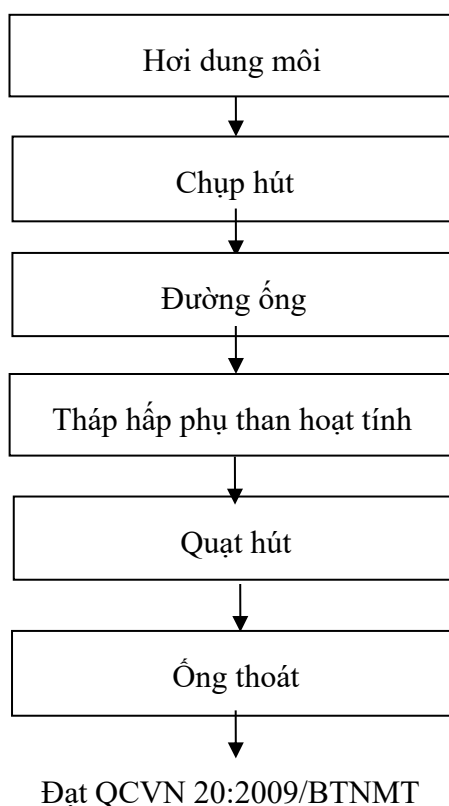 Hơi dung môi
Chụp hút
Đường ống
Tháp hấp phụ than hoạt tính
Quạt hút
Ống thoát
Đạt QCVN 20:2009/BTNMT